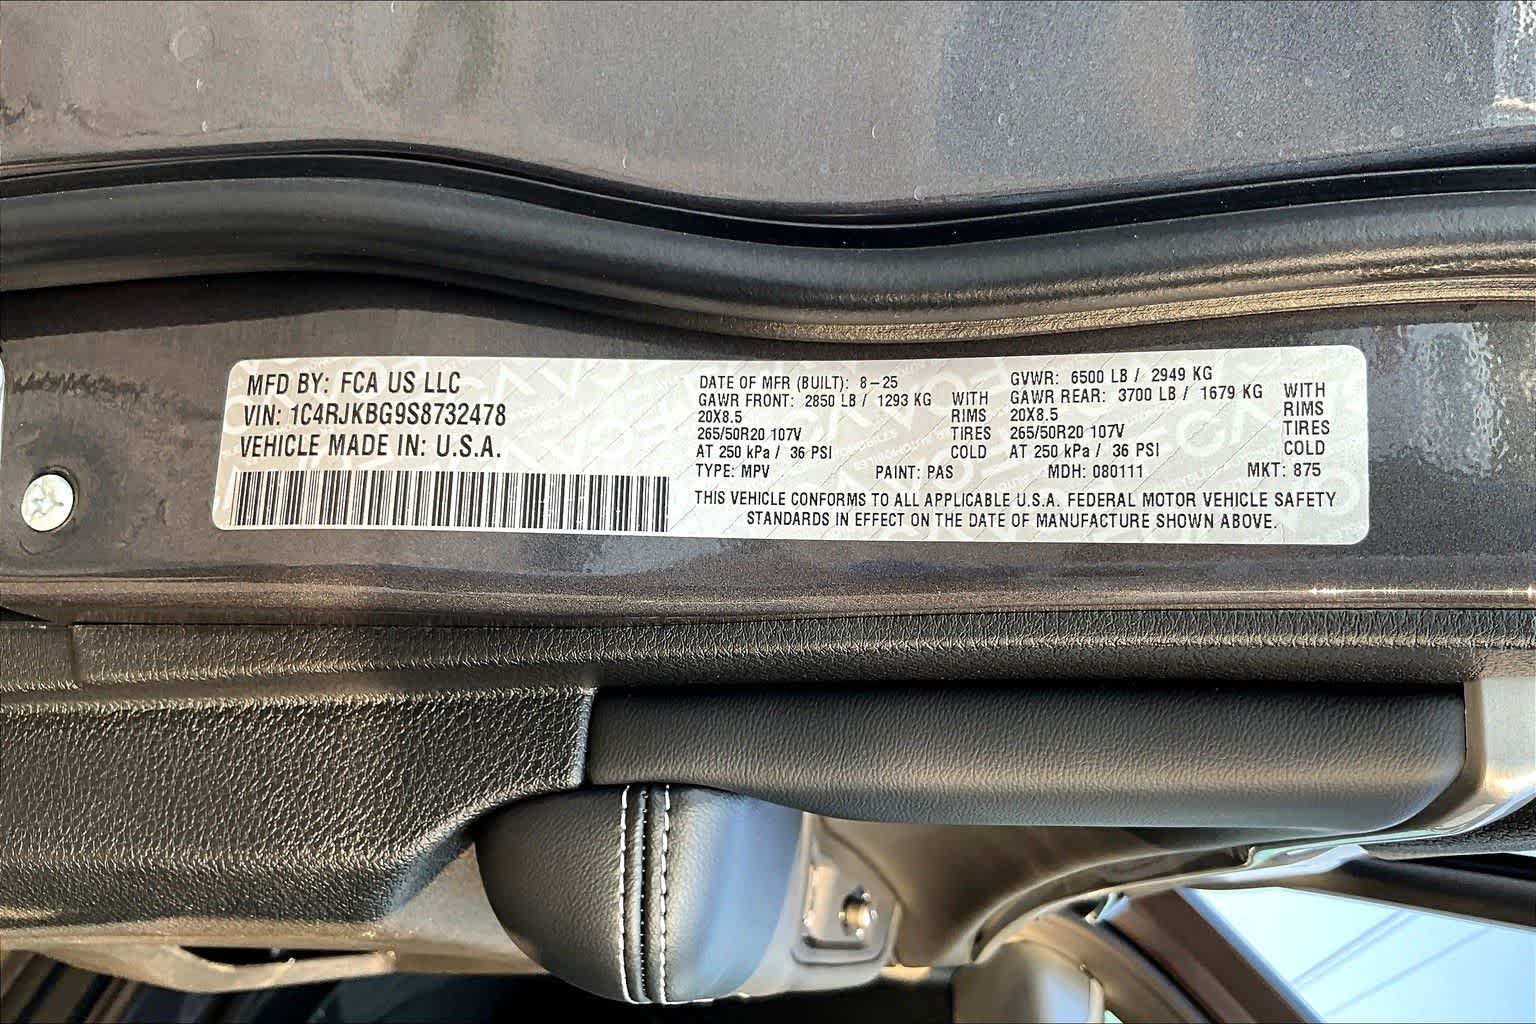 MFD BY: FCA US LLC
VIN: 1C4RJKBG9S8732478
VEHICLE MADE IN: U.S.A.
DATE OF MFR (BUILT): 8-25
GAWR FRONT: 2850 LB / 1293 KG WITH
20X8.5 RIMS
265/50R20 107V TIRES
AT 250 kPa / 36 PSI COLD
GVWR: 6500 LB / 2949 KG
GAWR REAR: 3700 LB / 1679 KG WITH
20X8.5 RIMS
265/50R20 107V TIRES
AT 250 kPa / 36 PSI COLD
TYPE: MPV PAINT: PAS MDH: 080111 MKT: 875
THIS VEHICLE CONFORMS TO ALL APPLICABLE U.S.A. FEDERAL MOTOR VEHICLE SAFETY
STANDARDS IN EFFECT ON THE DATE OF MANUFACTURE SHOWN ABOVE.